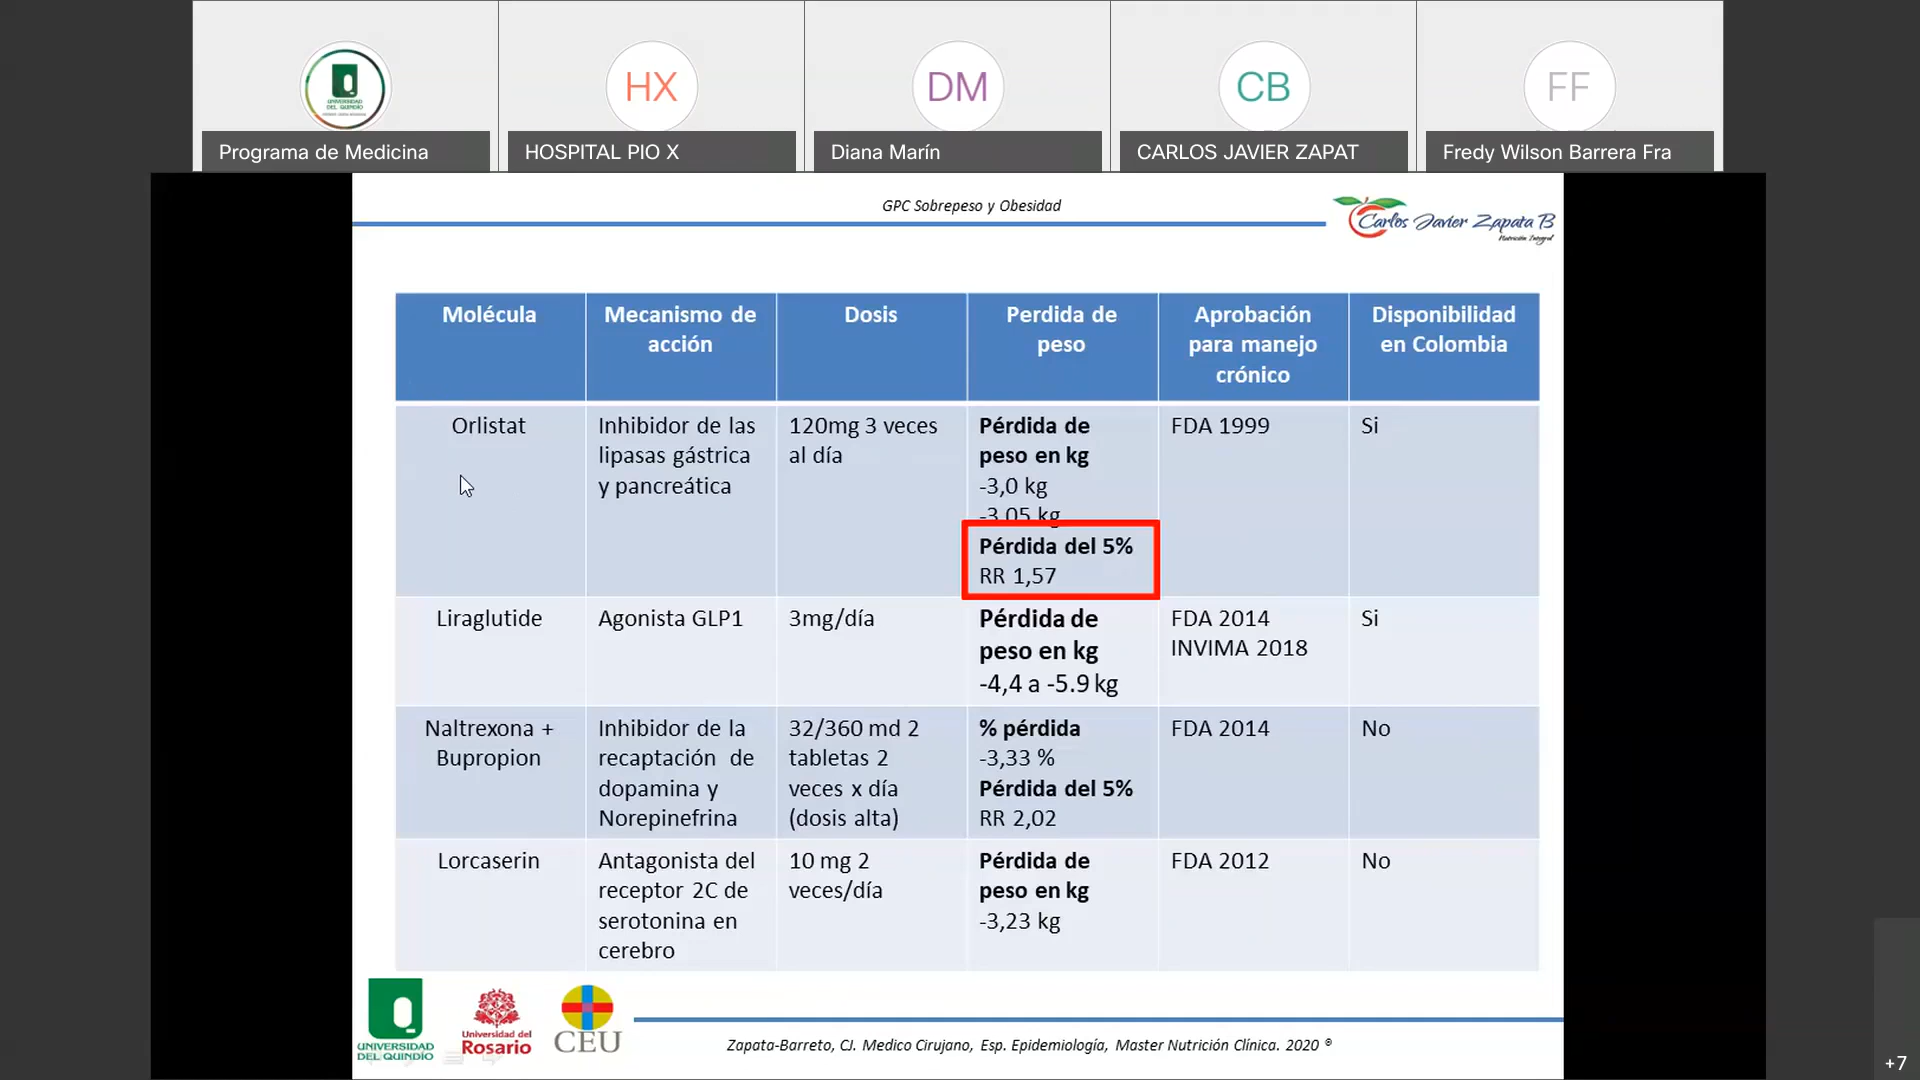 UNIVERSIDAD
DEL QUINDÍO
HX
DM
CB
FF
Programa de Medicina
HOSPITAL PIO X
Diana Marín
CARLOS JAVIER ZAPAT
Fredy Wilson Barrera Fra
GPC Sobrepeso y Obesidad
Carlos Javier Zapata B
Nutrición Integral
Molécula
Mecanismo de
acción
Dosis
Perdida de
peso
Aprobación
para manejo
crónico
Disponibilidad
en Colombia
Orlistat
Inhibidor de las
lipasas gástrica
y pancreática
120mg 3 veces
al día
Pérdida de
peso en kg
-3,0 kg
-3,05 kg
Pérdida del 5%
RR 1,57
FDA 1999
Si
Liraglutide
Agonista GLP1
3mg/día
Pérdida de
peso en kg
-4,4 a -5.9 kg
FDA 2014
INVIMA 2018
Si
Naltrexona +
Bupropion
Inhibidor de la
recaptación de
dopamina y
Norepinefrina
32/360 md 2
tabletas 2
veces x día
(dosis alta)
% pérdida
-3,33 %
Pérdida del 5%
RR 2,02
FDA 2014
No
Lorcaserin
Antagonista del
receptor 2C de
serotonina en
cerebro
10 mg 2
veces/día
Pérdida de
peso en kg
-3,23 kg
FDA 2012
No
UNIVERSIDAD
DEL QUINDÍO
Universidad del
Rosario
CEU
Zapata-Barreto, CJ. Medico Cirujano, Esp. Epidemiología, Master Nutrición Clínica. 2020 ®
+7